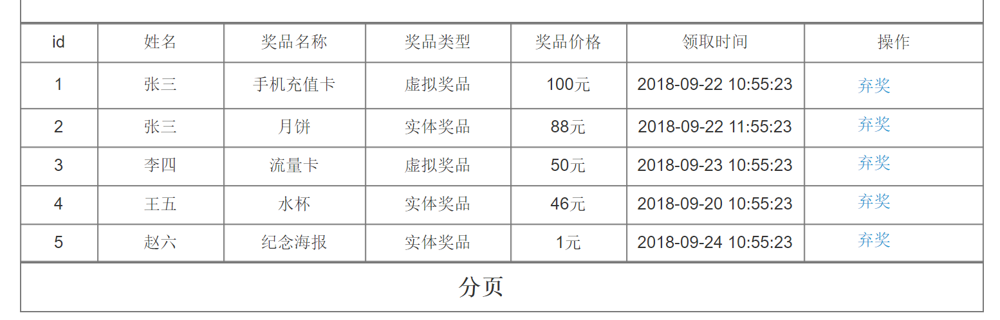 id 姓名 奖品名称 奖品类型 奖品价格 领取时间 操作
1 张三 手机充值卡 虚拟奖品 100元 2018-09-22 10:55:23 弃奖
2 张三 月饼 实体奖品 88元 2018-09-22 11:55:23 弃奖
3 李四 流量卡 虚拟奖品 50元 2018-09-23 10:55:23 弃奖
4 王五 水杯 实体奖品 46元 2018-09-20 10:55:23 弃奖
5 赵六 纪念海报 实体奖品 1元 2018-09-24 10:55:23 弃奖
分页